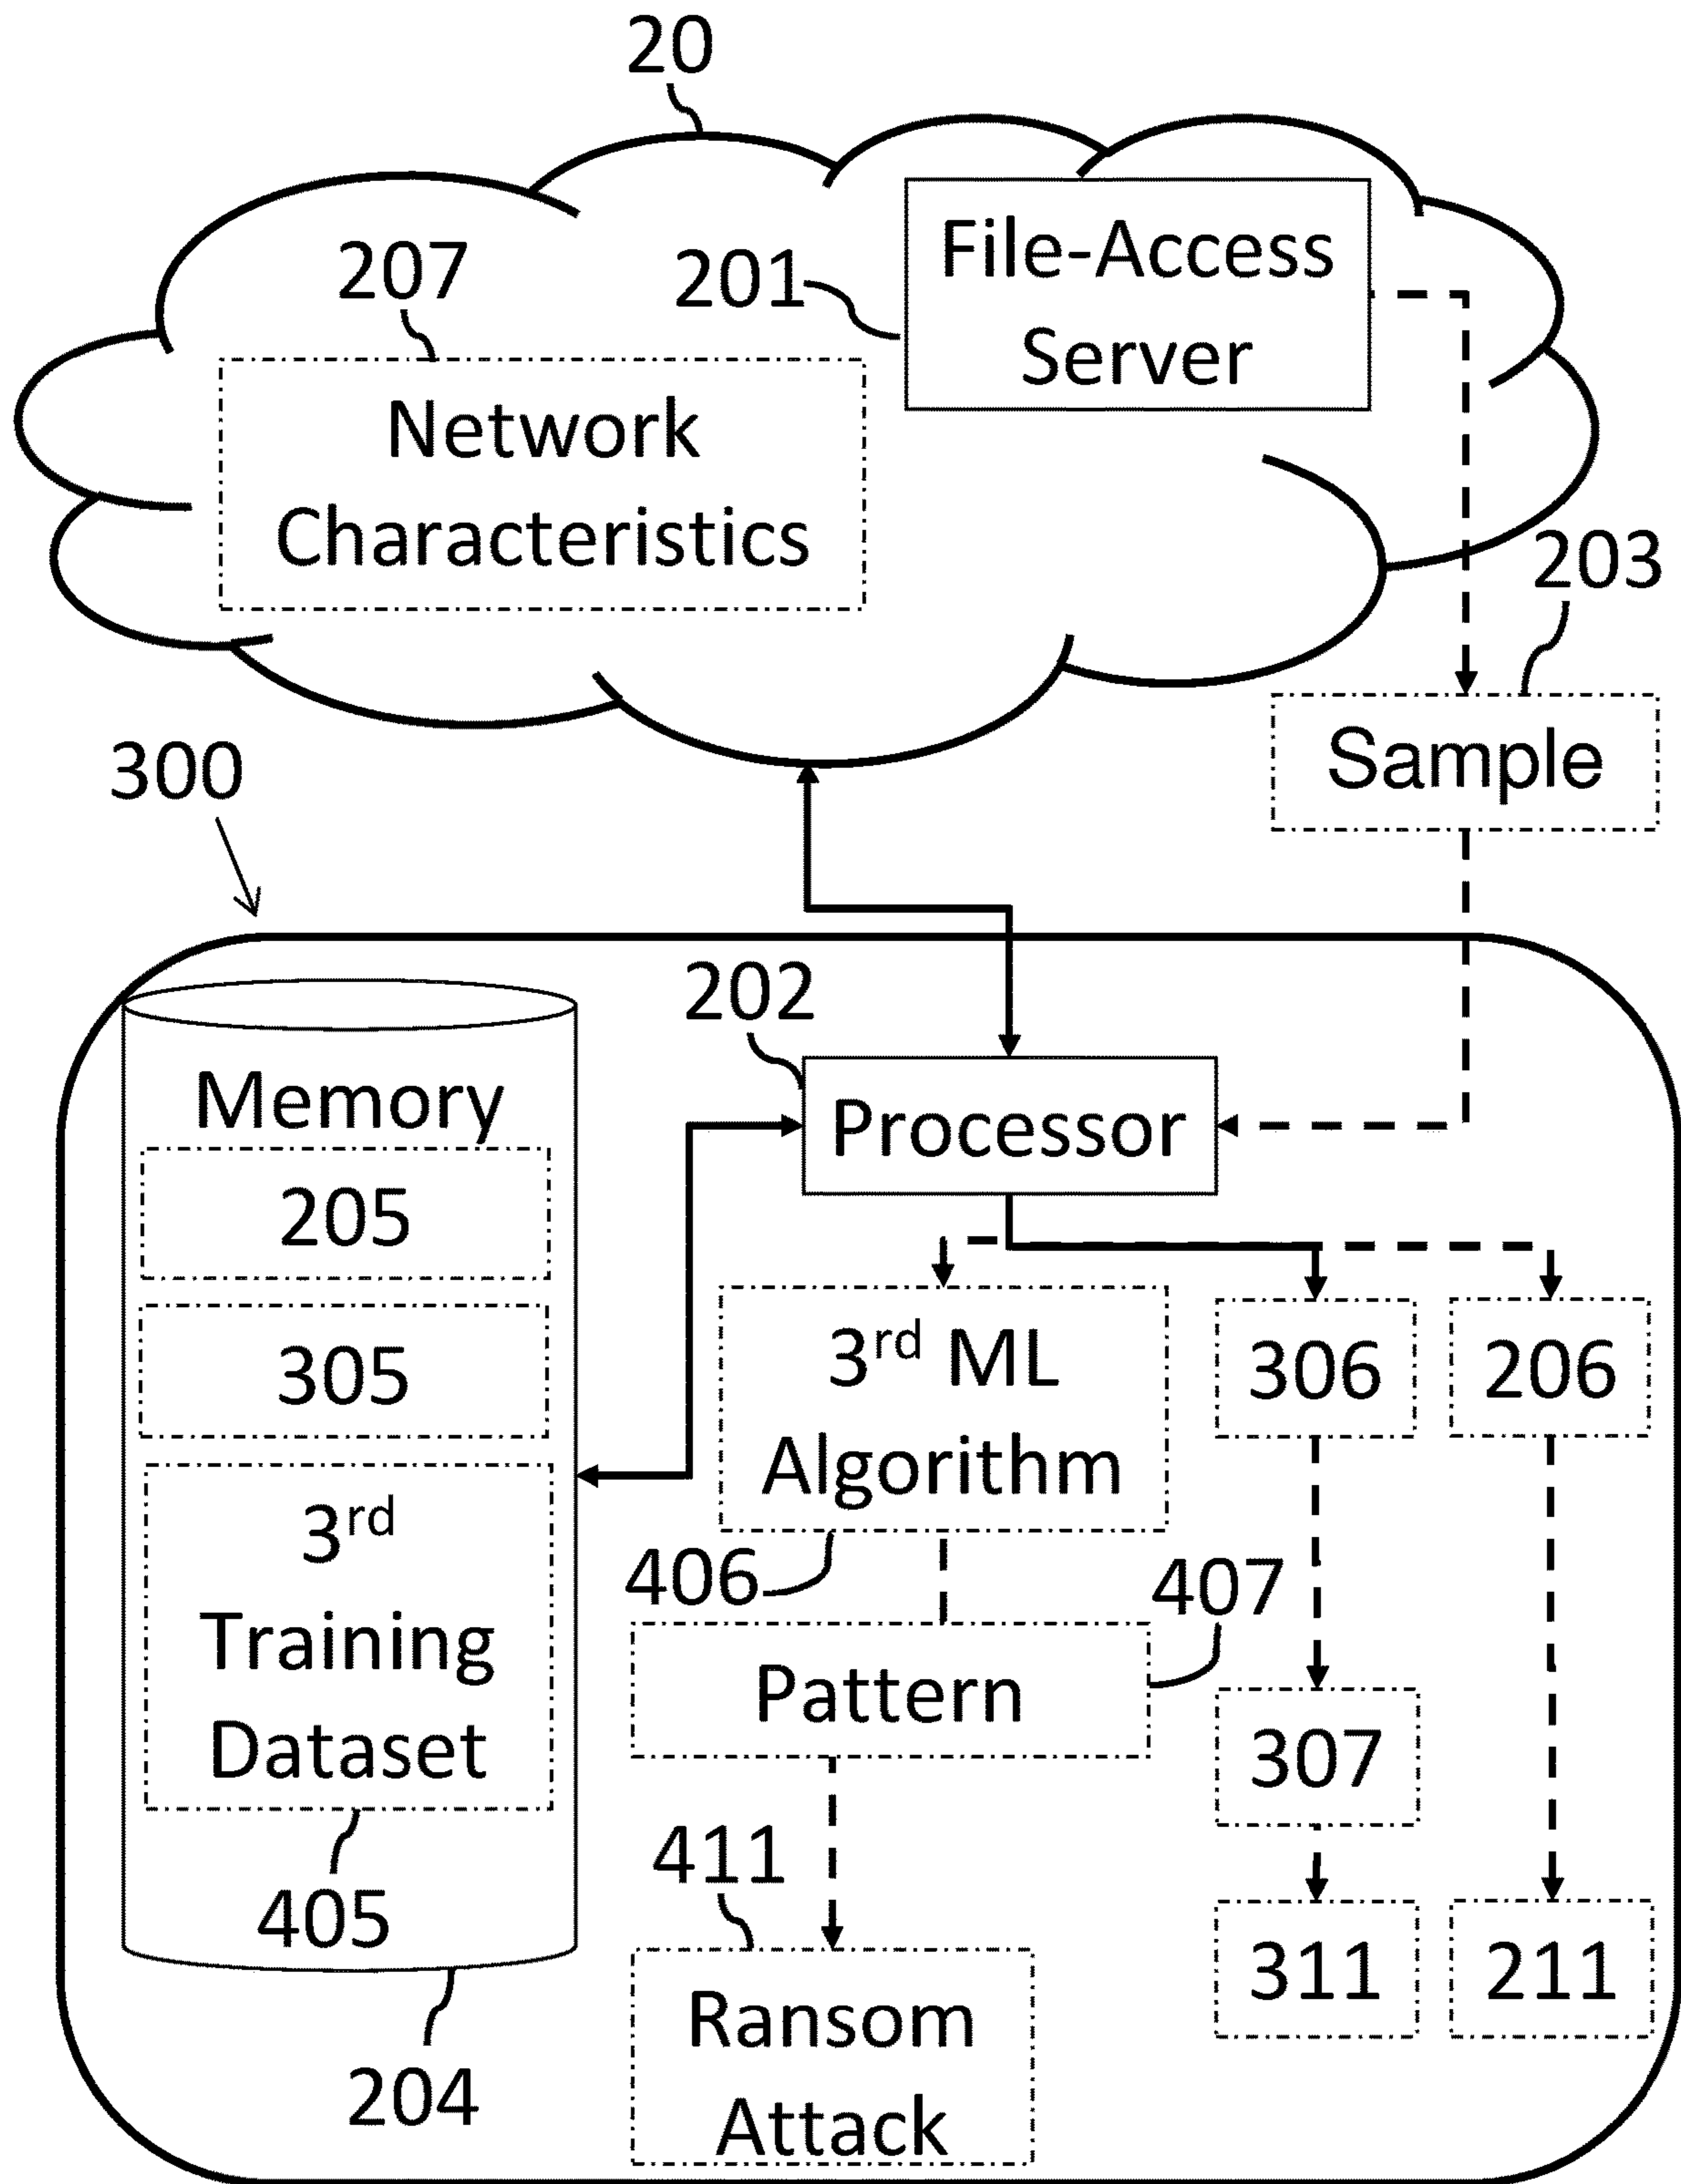 20
207
201
File-Access
Server
Network
Characteristics
203
Sample
300
202
Memory
Processor
205
305
3rd
Training
Dataset
405
204
3rd ML
Algorithm
406
306
206
407
Pattern
307
411
Ransom
Attack
311
211